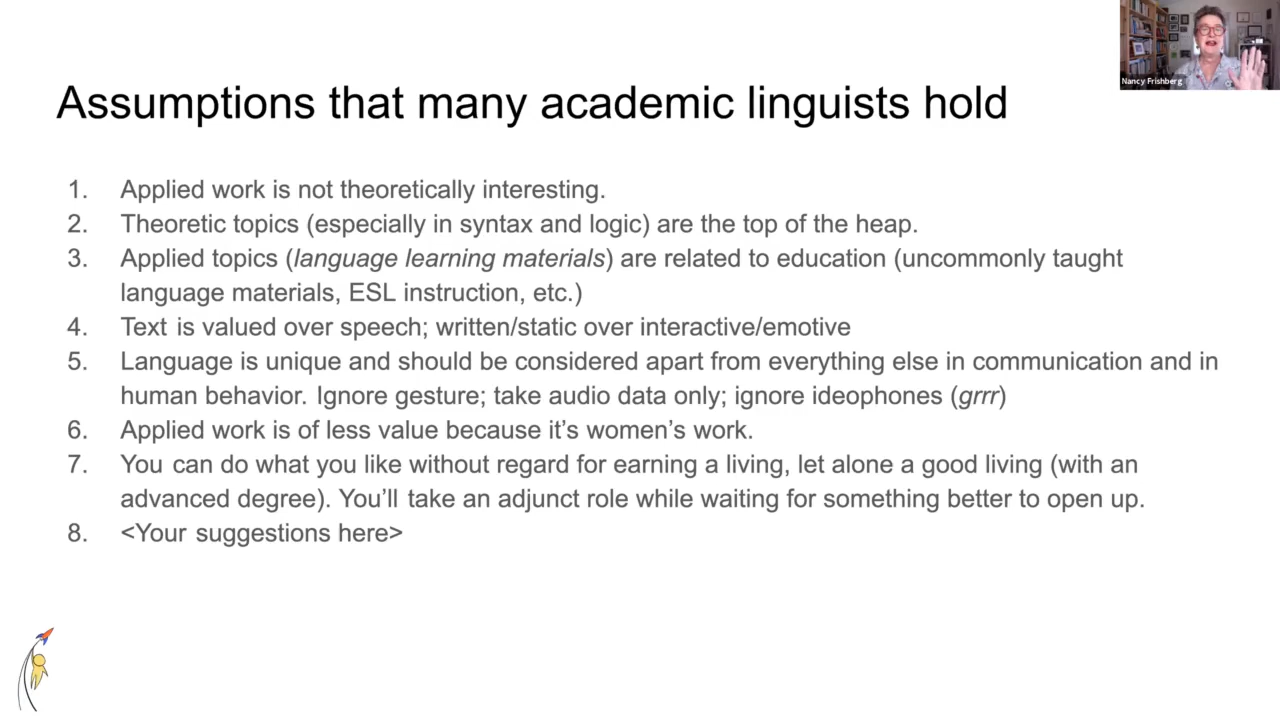 Nancy Frishberg
Assumptions that many academic linguists hold
1. Applied work is not theoretically interesting.
2. Theoretic topics (especially in syntax and logic) are the top of the heap.
3. Applied topics (language learning materials) are related to education (uncommonly taught
language materials, ESL instruction, etc.)
4. Text is valued over speech; written/static over interactive/emotive
5. Language is unique and should be considered apart from everything else in communication and in
human behavior. Ignore gesture; take audio data only; ignore ideophones (grrr)
6. Applied work is of less value because it’s women’s work.
7. You can do what you like without regard for earning a living, let alone a good living (with an
advanced degree). You’ll take an adjunct role while waiting for something better to open up.
8. <Your suggestions here>